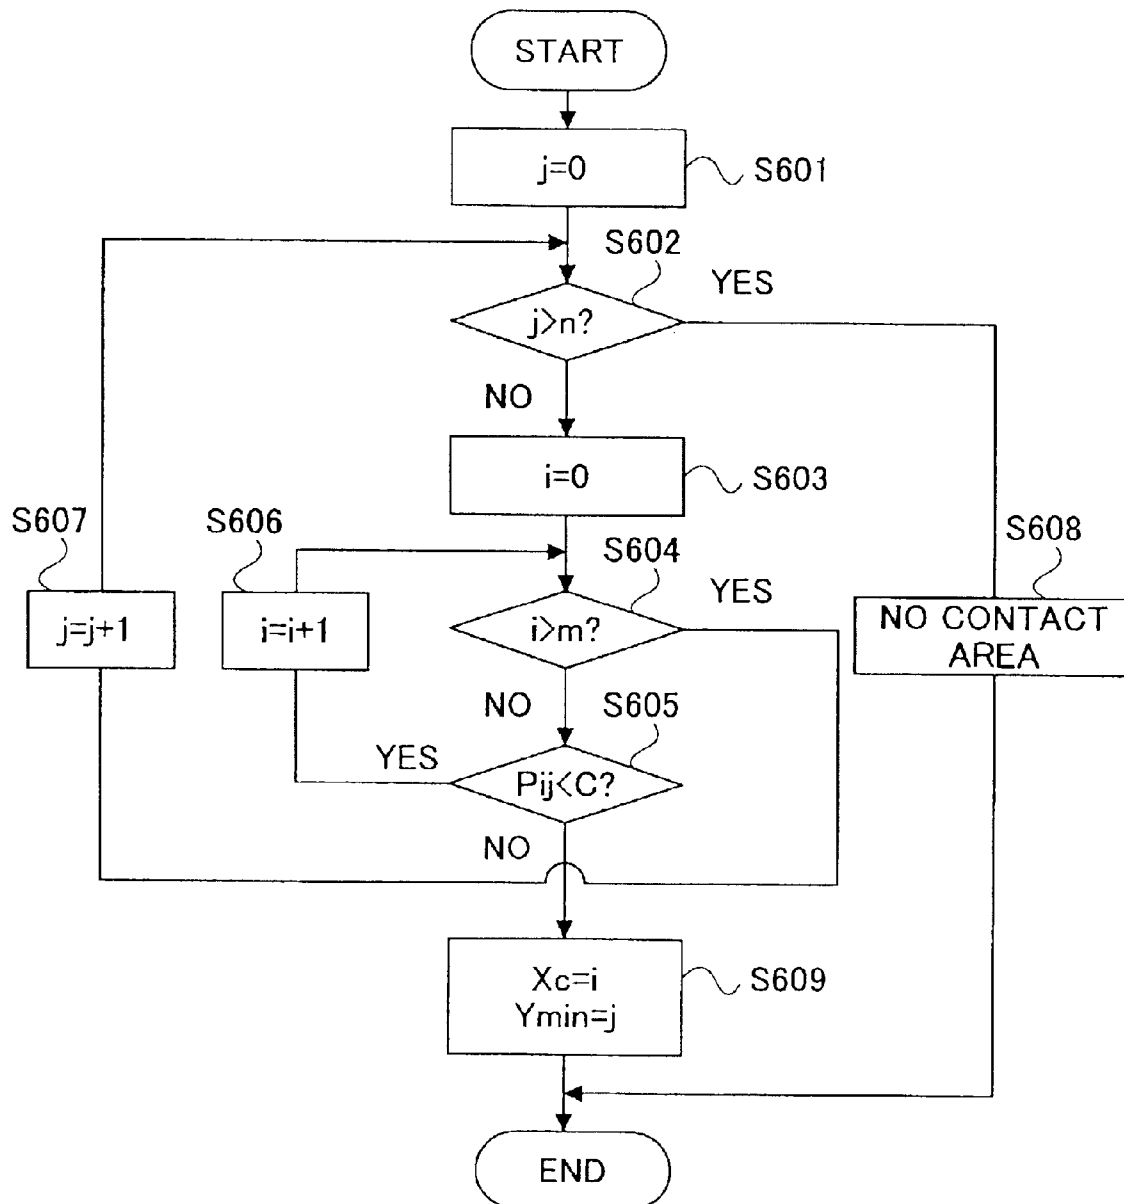 START
j=0
S601
S602
j>n?
YES
NO
i=0
S603
S607
S606
S604
S608
j=j+1
i=i+1
i>m?
YES
NO CONTACT
AREA
NO
S605
YES
Pij<C?
NO
Xc=i
Ymin=j
S609
END